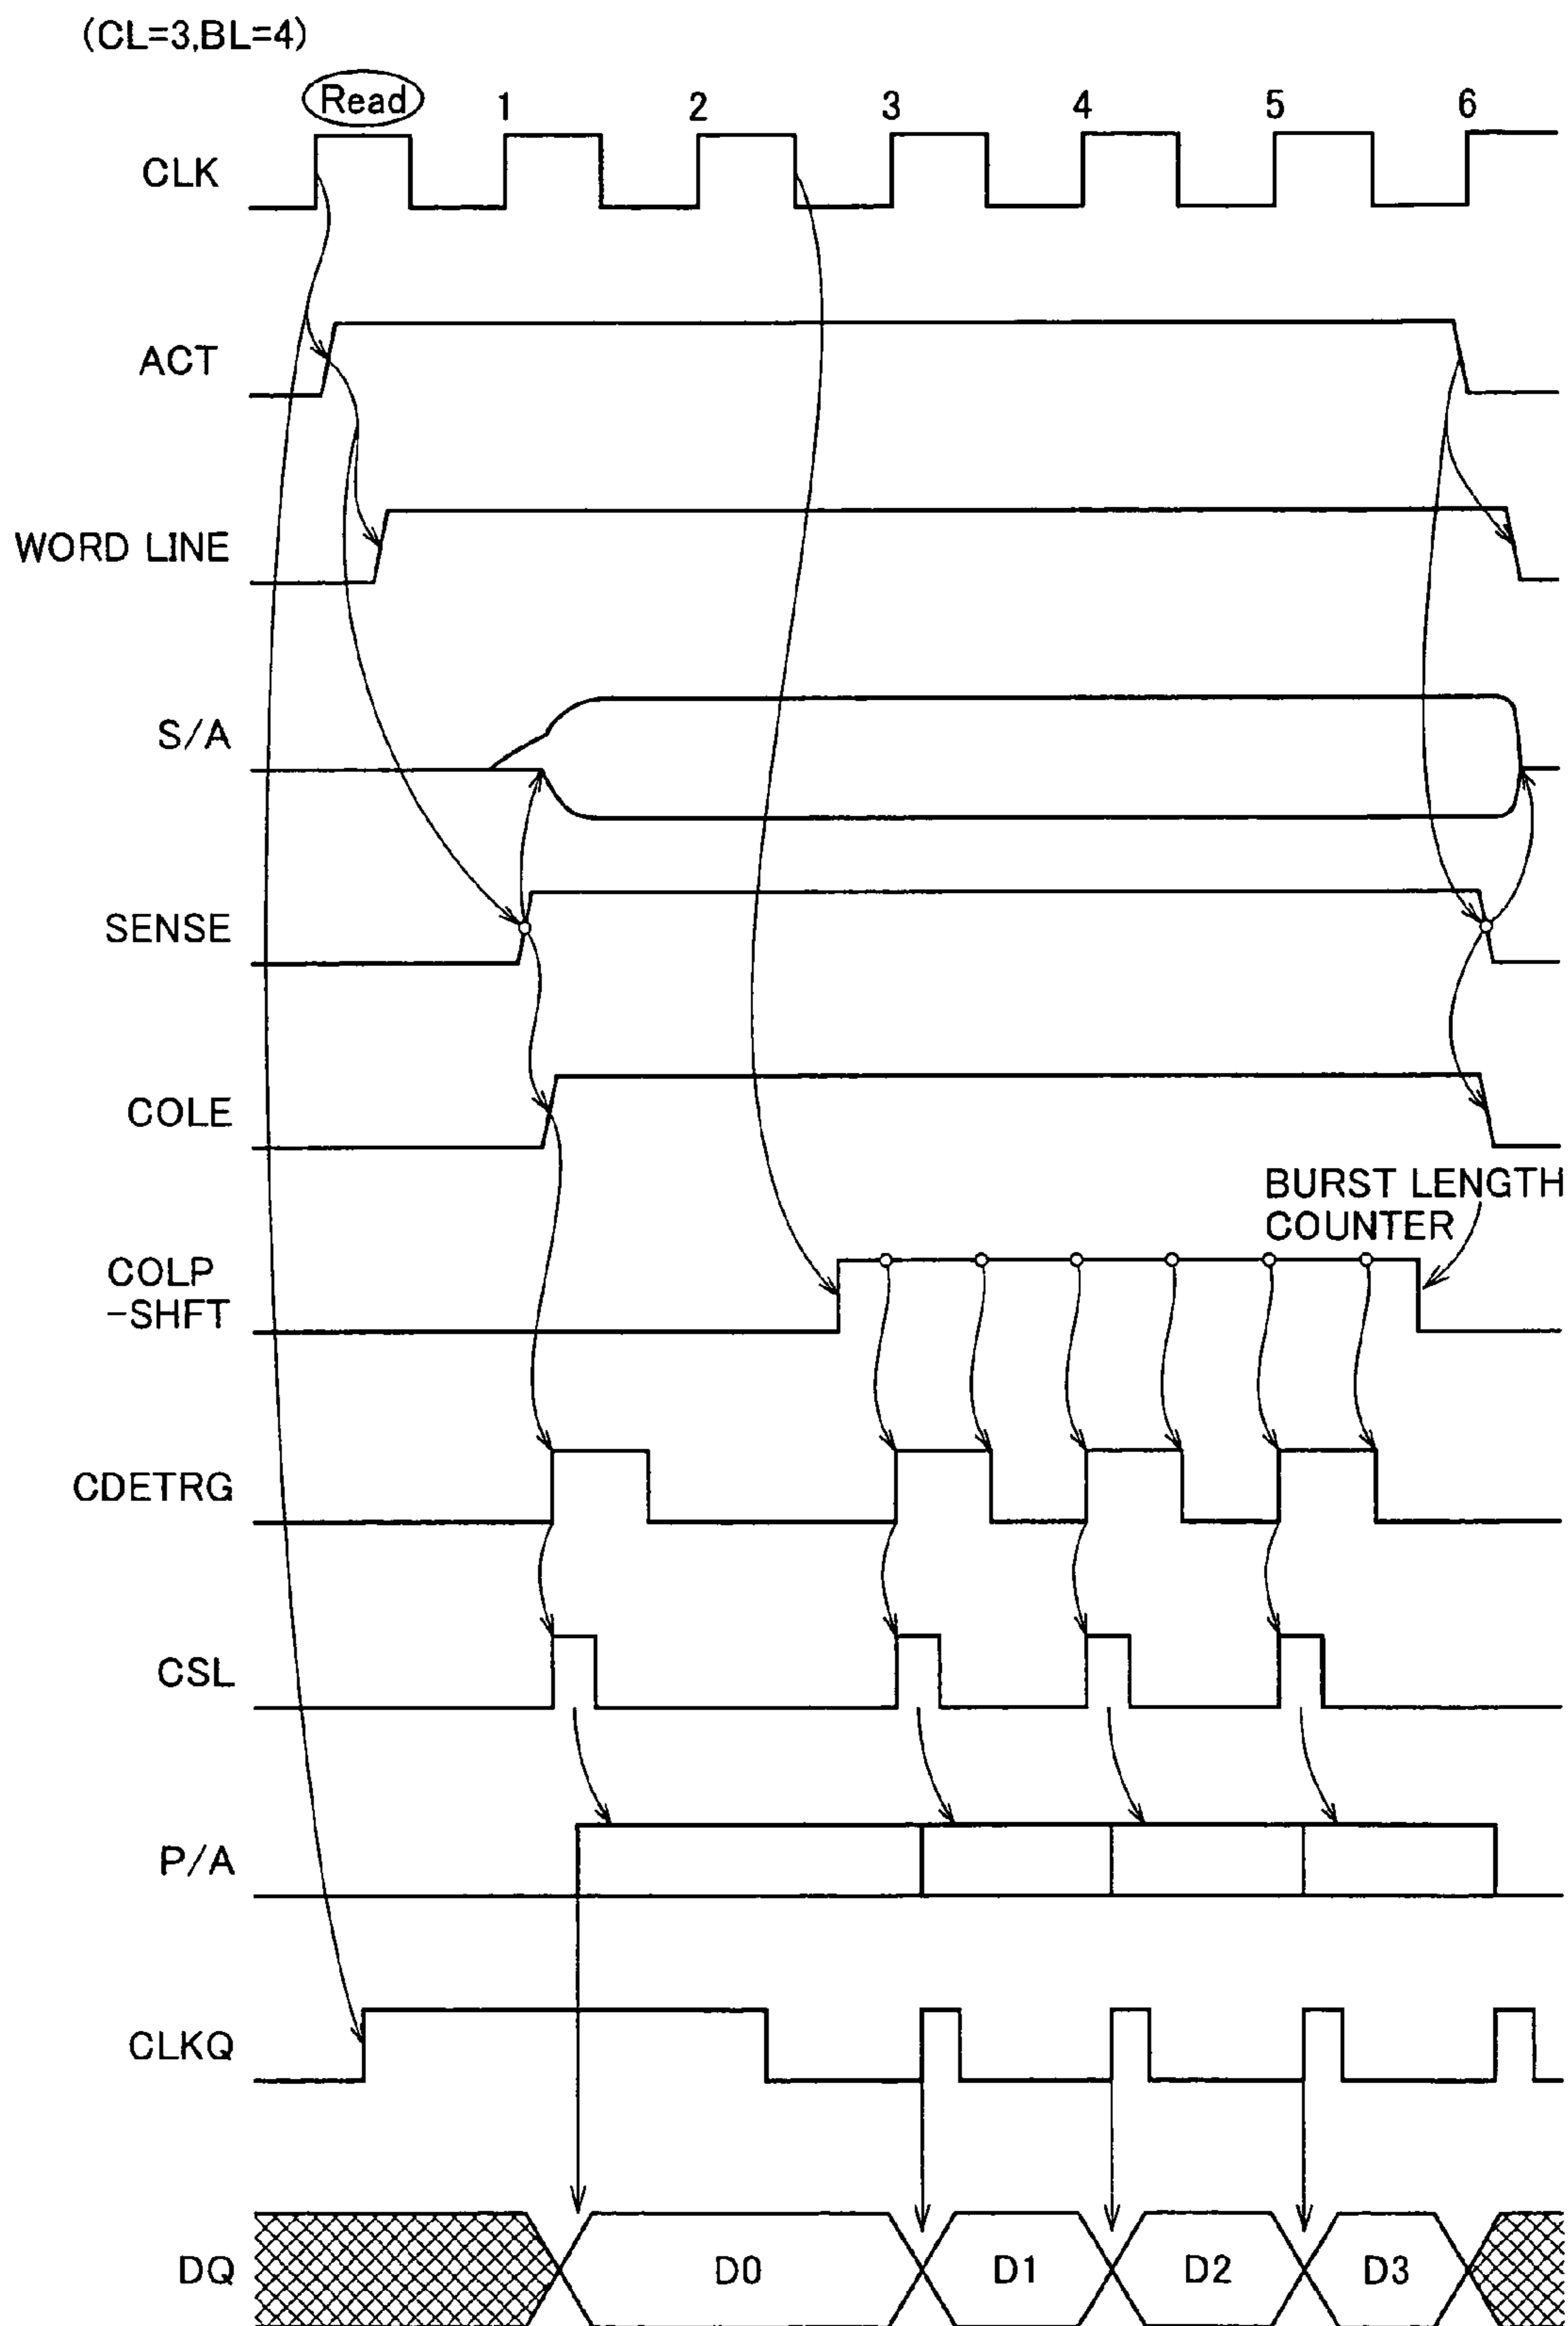 (CL=3,BL=4)
Read 1 2 3 4 5 6
CLK
ACT
WORD LINE
S/A
SENSE
COLE
BURST LENGTH
COUNTER
COLP
-SHFT
CDETRG
CSL
P/A
CLKQ
DQ D0 D1 D2 D3